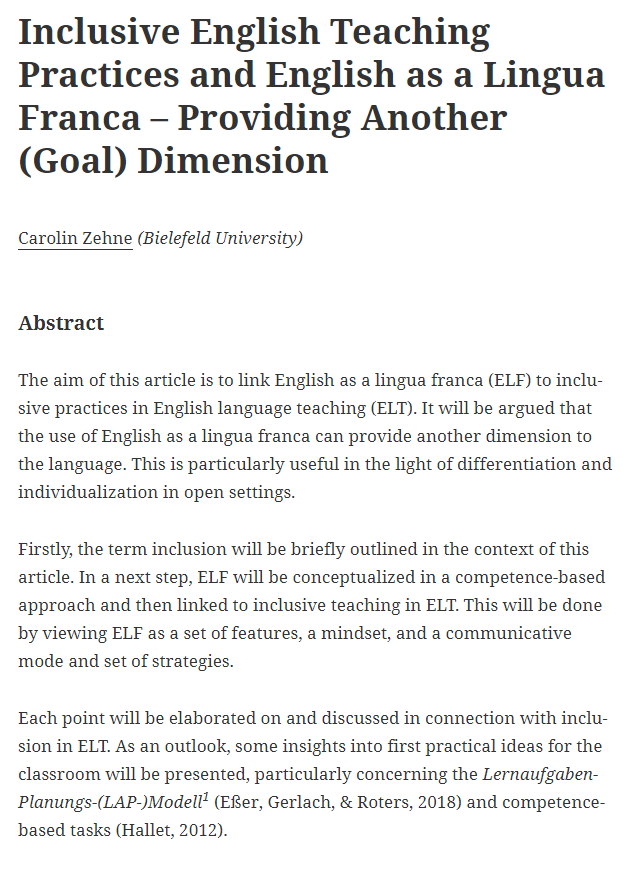 Inclusive English Teaching
Practices and English as a Lingua
Franca – Providing Another
(Goal) Dimension
Carolin Zehne (Bielefeld University)
Abstract
The aim of this article is to link English as a lingua franca (ELF) to inclu-
sive practices in English language teaching (ELT). It will be argued that
the use of English as a lingua franca can provide another dimension to
the language. This is particularly useful in the light of differentiation and
individualization in open settings.
Firstly, the term inclusion will be briefly outlined in the context of this
article. In a next step, ELF will be conceptualized in a competence-based
approach and then linked to inclusive teaching in ELT. This will be done
by viewing ELF as a set of features, a mindset, and a communicative
mode and set of strategies.
Each point will be elaborated on and discussed in connection with inclu-
sion in ELT. As an outlook, some insights into first practical ideas for the
classroom will be presented, particularly concerning the Lernaufgaben-
Planungs-(LAP-)Modell1 (Eßer, Gerlach, & Roters, 2018) and competence-
based tasks (Hallet, 2012).